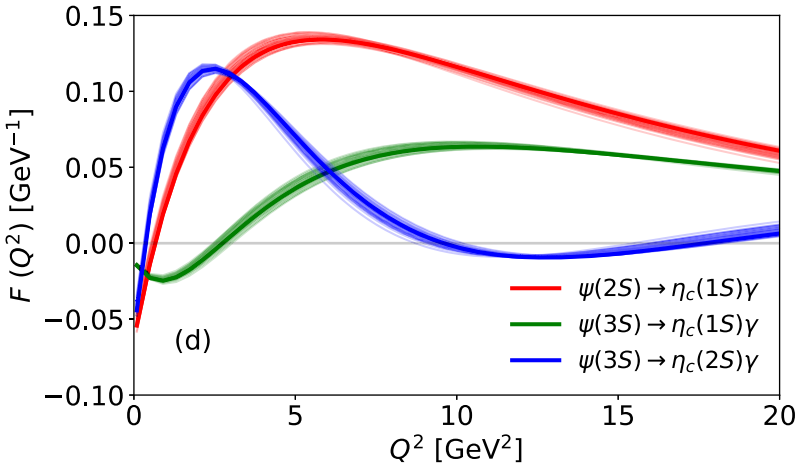 0.15
0.10
0.05
0.00
−0.05
−0.10
F (Q²) [GeV⁻¹]
(d)
ψ(2S) → η_c(1S)γ
ψ(3S) → η_c(1S)γ
ψ(3S) → η_c(2S)γ
0 5 10 15 20
Q² [GeV²]